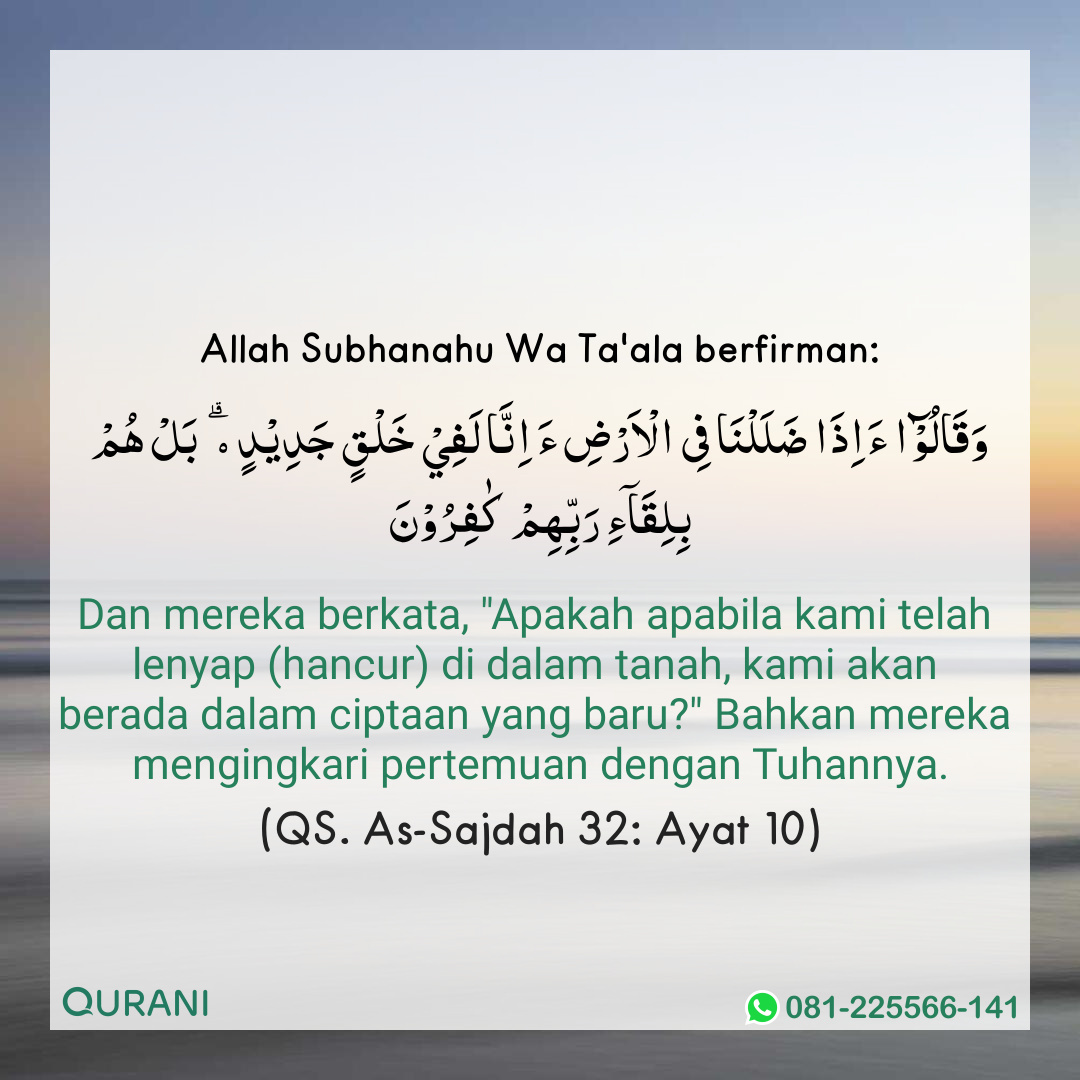 Allah Subhanahu Wa Ta'ala berfirman:
وَقَالُوْٓا ءَاِذَا ضَلَلْنَا فِى الْاَرْضِ ءَاِنَّا لَفِيْ خَلْقٍ جَدِيْدٍ ەۗ بَلْ هُمْ
بِلِقَاۤءِ رَبِّهِمْ كٰفِرُوْنَ
Dan mereka berkata, "Apakah apabila kami telah
lenyap (hancur) di dalam tanah, kami akan
berada dalam ciptaan yang baru?" Bahkan mereka
mengingkari pertemuan dengan Tuhannya.
(QS. As-Sajdah 32: Ayat 10)
QURANI
081-225566-141